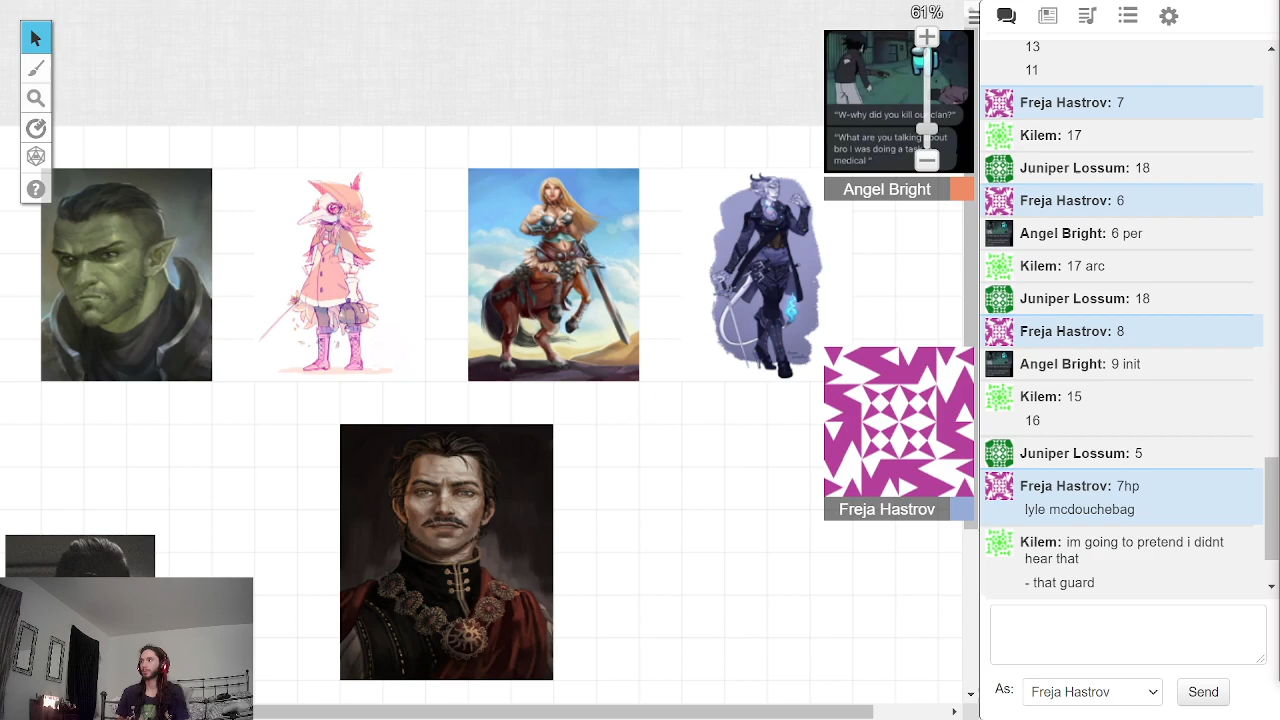 61%
"W-why did you kill our clan?"
"What are you talking about
bro I was doing a task
medical "
Angel Bright
Freja Hastrov
13
11
Freja Hastrov: 7
Kilem: 17
Juniper Lossum: 18
Freja Hastrov: 6
Angel Bright: 6 per
Kilem: 17 arc
Juniper Lossum: 18
Freja Hastrov: 8
Angel Bright: 9 init
Kilem: 15
16
Juniper Lossum: 5
Freja Hastrov: 7hp
lyle mcdouchebag
Kilem: im going to pretend i didnt
hear that
- that guard
As:
Freja Hastrov
Send